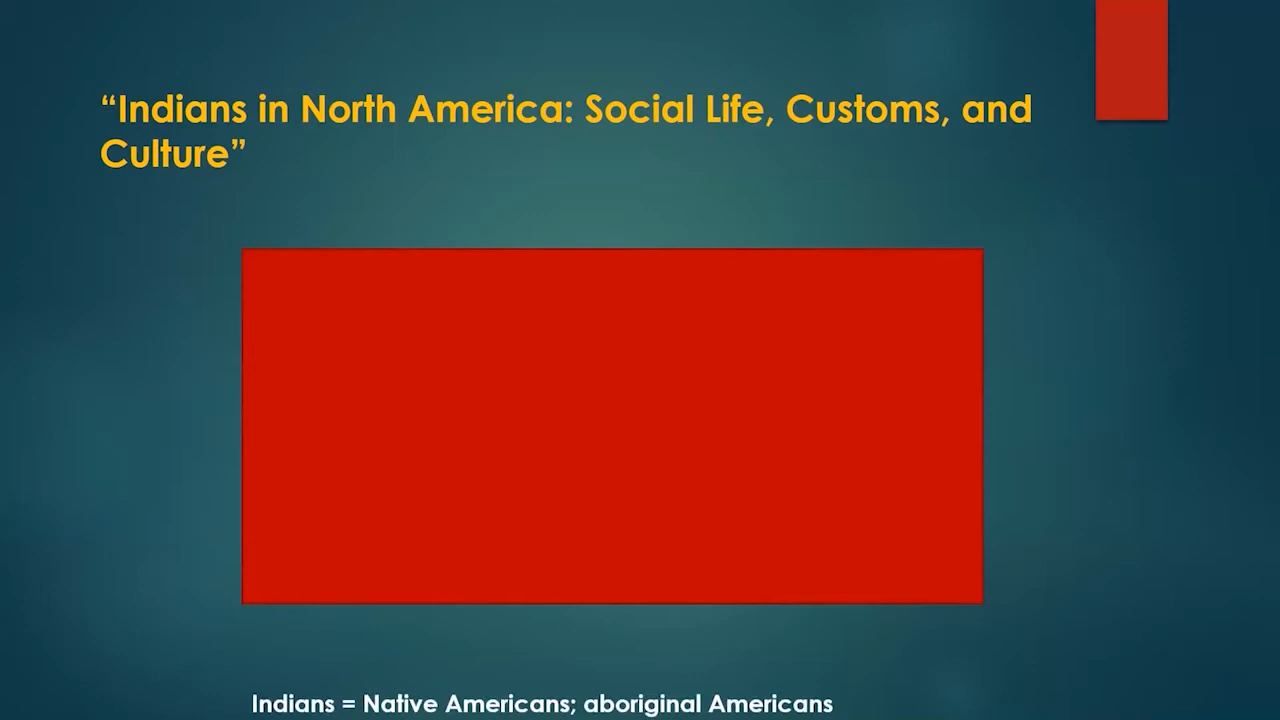 “Indians in North America: Social Life, Customs, and
Culture”
Indians = Native Americans; aboriginal Americans